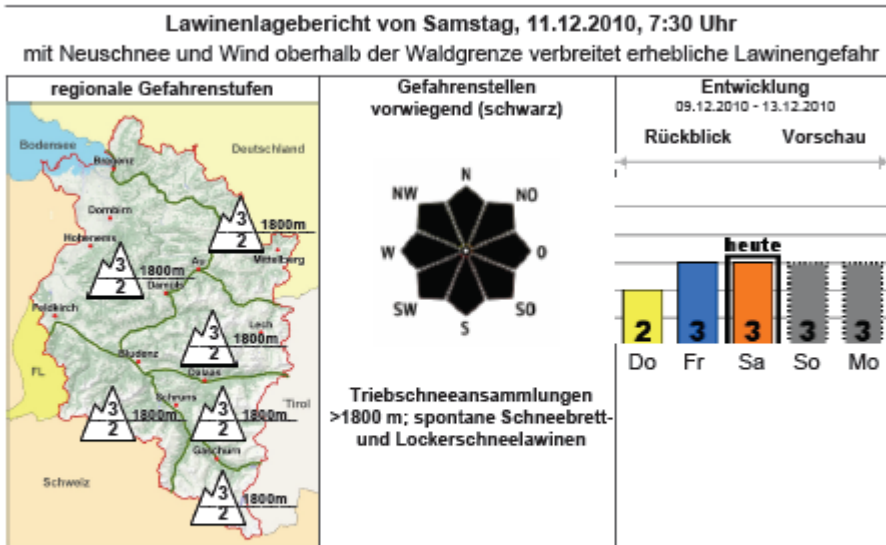 Lawinenlagebericht von Samstag, 11.12.2010, 7:30 Uhr
mit Neuschnee und Wind oberhalb der Waldgrenze verbreitet erhebliche Lawinengefahr
regionale Gefahrenstufen
Bodensee
Deutschland
Bregenz
Dornbirn
Hohenems
3
2
1800m
Mittelberg
Au
3
2
1800m
Damüls
Feldkirch
3
2
Lech
1800m
FL
Bludenz
Dalaas
Schruns
Tirol
3
2
1800m
3
2
1800m
Gaschurn
Schweiz
3
2
1800m
Gefahrenstellen
vorwiegend (schwarz)
N
NW
NO
W
O
SW
SO
S
Triebschneeansammlungen
>1800 m; spontane Schneebrett-
und Lockerschneelawinen
Entwicklung
09.12.2010 - 13.12.2010
Rückblick Vorschau
heute
2 3 3 3 3
Do Fr Sa So Mo